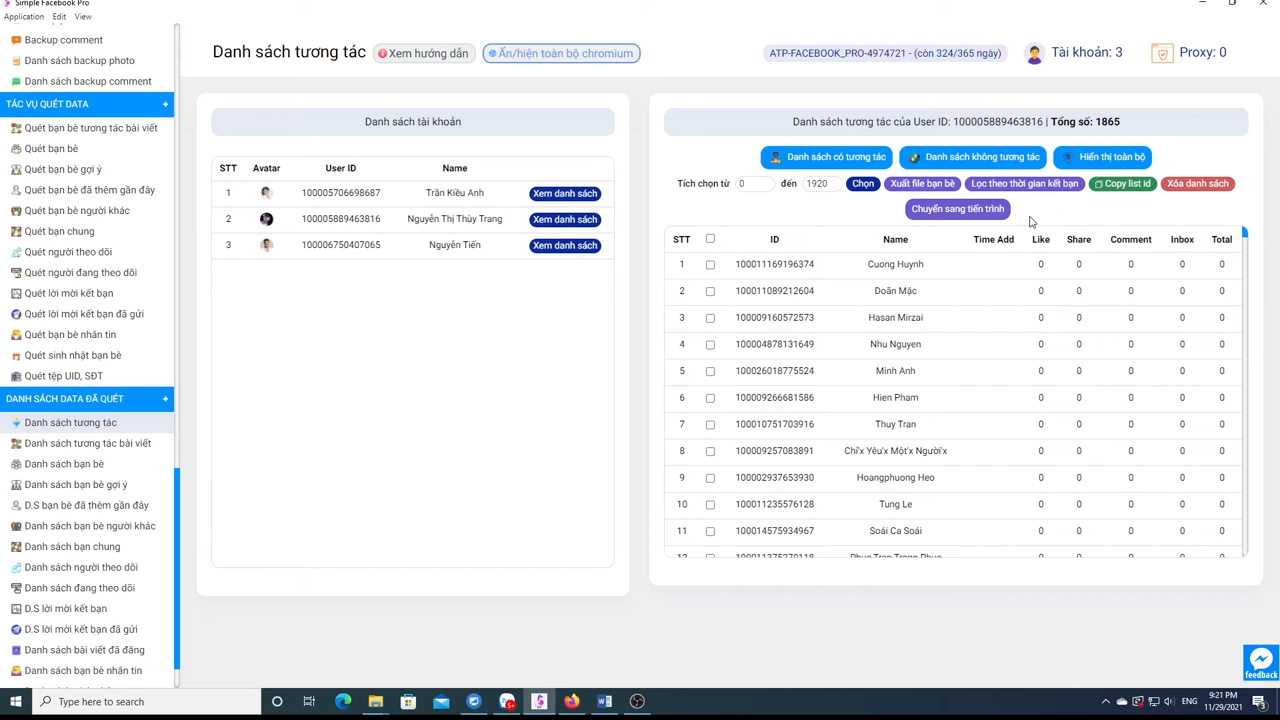 Simple Facebook Pro
Application Edit View
Backup comment
Danh sách backup photo
Danh sách backup comment
TÁC VỤ QUÉT DATA +
Quét bạn bè tương tác bài viết
Quét bạn bè
Quét bạn bè gợi ý
Quét bạn bè đã thêm gần đây
Quét bạn bè người khác
Quét bạn chung
Quét người theo dõi
Quét người đang theo dõi
Quét lời mời kết bạn
Quét lời mời kết bạn đã gửi
Quét bạn bè nhắn tin
Quét sinh nhật bạn bè
Quét tệp UID, SĐT
DANH SÁCH DATA ĐÃ QUÉT +
Danh sách tương tác
Danh sách tương tác bài viết
Danh sách bạn bè
Danh sách bạn bè gợi ý
D.S bạn bè đã thêm gần đây
Danh sách bạn bè người khác
Danh sách bạn chung
Danh sách người theo dõi
Danh sách đang theo dõi
D.S lời mời kết bạn
D.S lời mời kết bạn đã gửi
Danh sách bài viết đã đăng
Danh sách bạn bè nhắn tin
Danh sách tương tác Xem hướng dẩn Ẩn/hiện toàn bộ chromium ATP-FACEBOOK_PRO-4974721 - (còn 324/365 ngày) Tài khoản: 3 Proxy: 0
Danh sách tài khoản
STT Avatar User ID Name
1 100005706698687 Trần Kiều Anh Xem danh sách
2 100005889463816 Nguyễn Thị Thùy Trang Xem danh sách
3 100006750407065 Nguyễn Tiến Xem danh sách
Danh sách tương tác của User ID: 100005889463816 | Tổng số: 1865
Danh sách có tương tác Danh sách không tương tác Hiển thị toàn bộ
Tích chọn từ 0 đến 1920 Chọn Xuất file bạn bè Lọc theo thời gian kết bạn Copy list id Xóa danh sách
Chuyển sang tiến trình
STT ID Name Time Add Like Share Comment Inbox Total
1 100011169196374 Cuong Huynh 0 0 0 0 0
2 100011089212604 Doãn Mặc 0 0 0 0 0
3 100009160572573 Hasan Mirzai 0 0 0 0 0
4 100004878131649 Nhu Nguyen 0 0 0 0 0
5 100026018775524 Minh Anh 0 0 0 0 0
6 100009266681586 Hien Pham 0 0 0 0 0
7 100010751703916 Thuy Tran 0 0 0 0 0
8 100009257083891 Chỉ'x Yêu'x Một'x Người'x 0 0 0 0 0
9 100002937653930 Hoangphuong Heo 0 0 0 0 0
10 100011235576128 Tung Le 0 0 0 0 0
11 100014575934967 Soái Ca Soái 0 0 0 0 0
feedback
Type here to search
5+
ENG
9:21 PM
11/29/2021
3